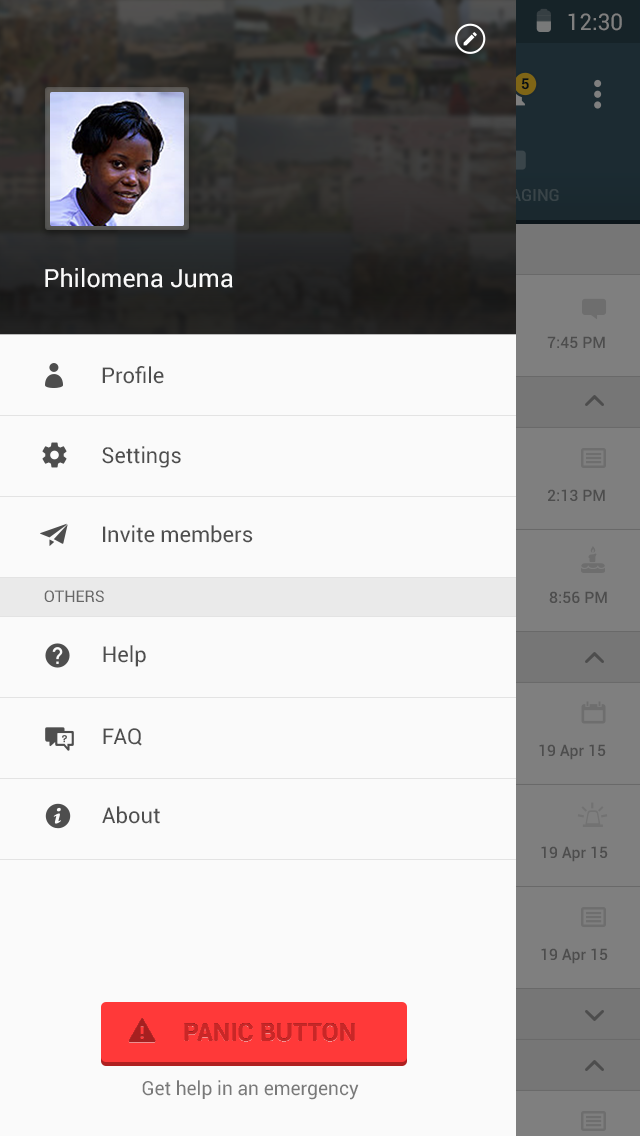 12:30
5
AGING
Philomena Juma
7:45 PM
Profile
Settings
2:13 PM
Invite members
8:56 PM
OTHERS
Help
FAQ
19 Apr 15
About
19 Apr 15
19 Apr 15
PANIC BUTTON
Get help in an emergency